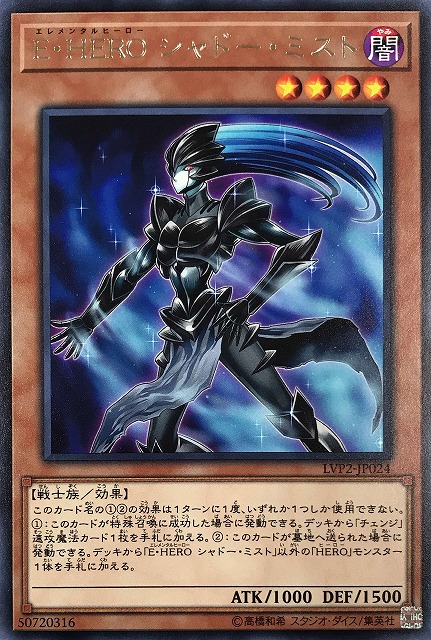 エレメンタルヒーロー
E・HERO シャドー・ミスト
やみ
闇
LVP2-JP024
【戦士族／効果】
このカード名の①②の効果は1ターンに1度、いずれか1つしか使用できない。
①：このカードが特殊召喚に成功した場合に発動できる。デッキから「チェンジ」
速攻魔法カード1枚を手札に加える。②：このカードが墓地へ送られた場合に
発動できる。デッキから「E・HERO シャドー・ミスト」以外の「HERO」モンスター
1体を手札に加える。
ATK/1000 DEF/1500
50720316
©高橋和希 スタジオ・ダイス/集英社